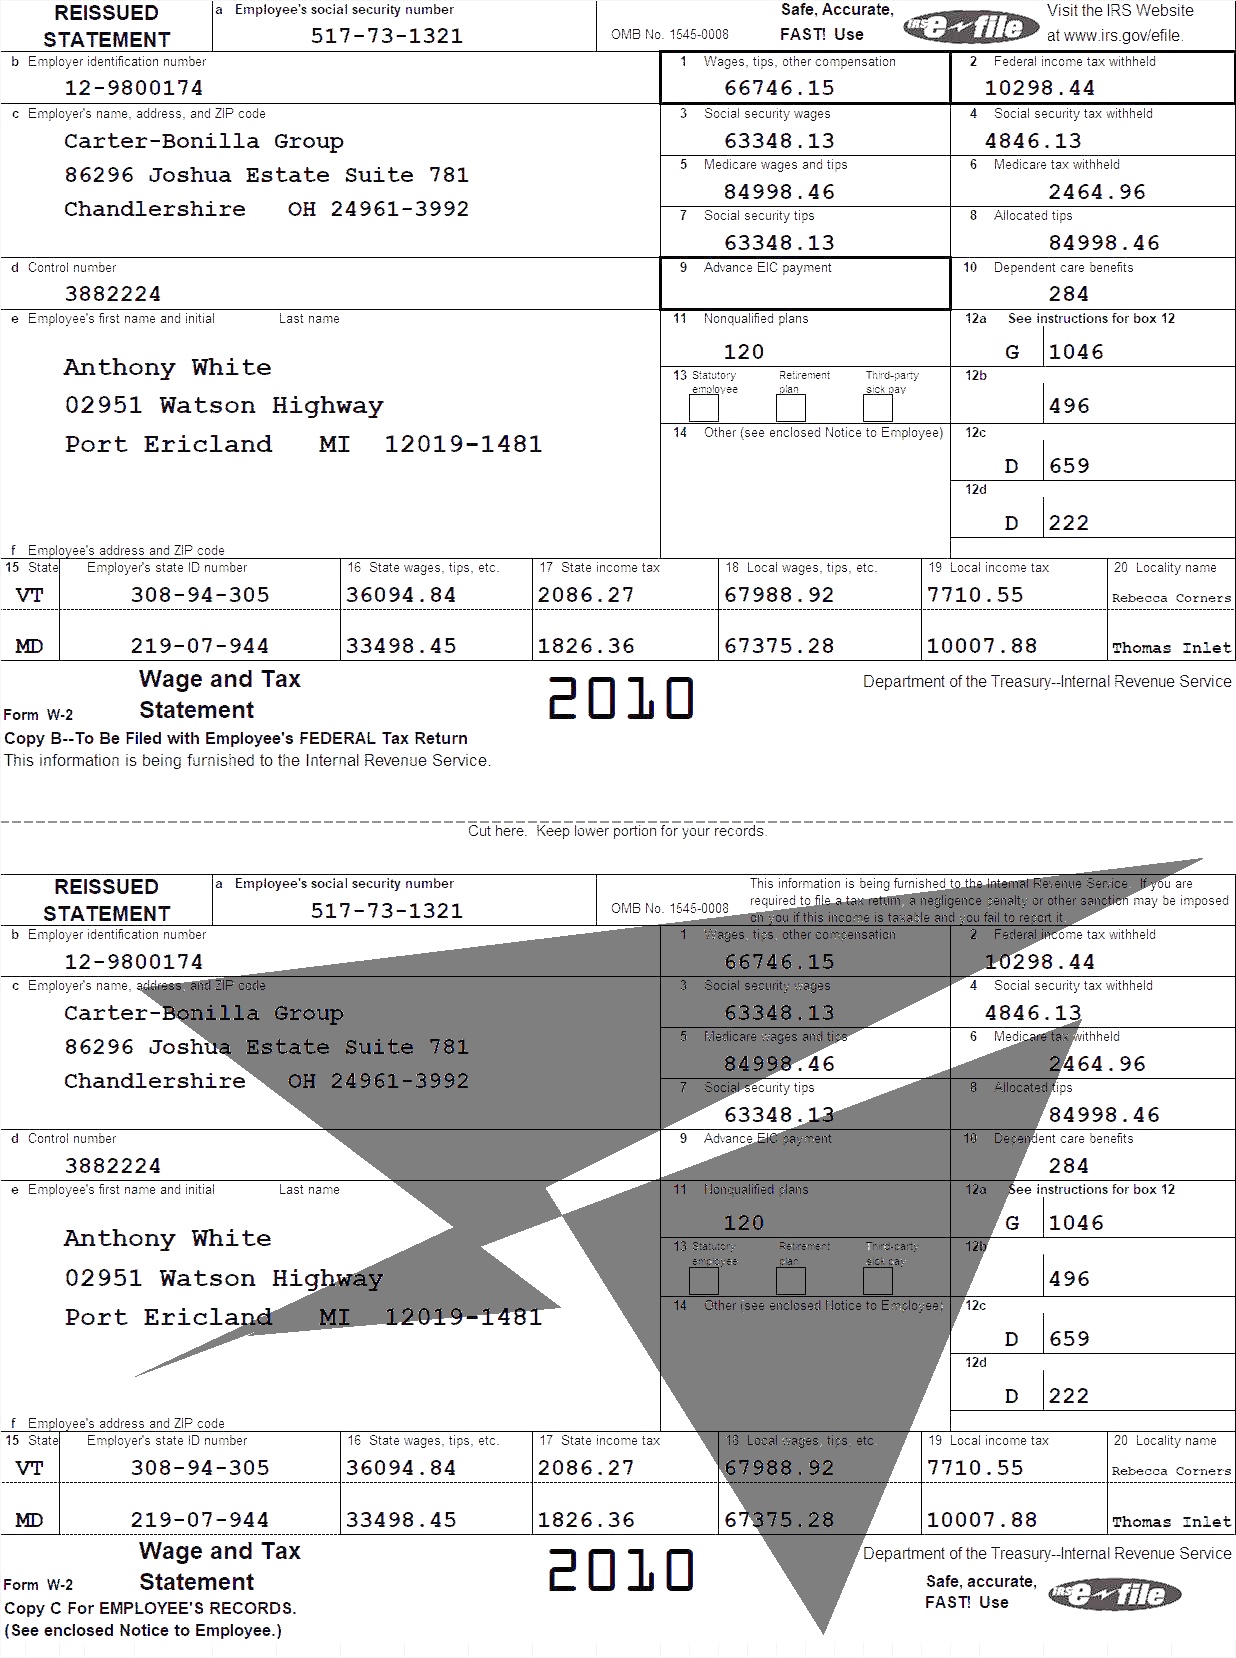 REISSUED STATEMENT
a Employee's social security number
517-73-1321
OMB No. 1545-0008
Safe, Accurate,
FAST! Use
IRS e-file
Visit the IRS Website
at www.irs.gov/efile.
b Employer identification number
12-9800174
1 Wages, tips, other compensation
66746.15
2 Federal income tax withheld
10298.44
c Employer's name, address, and ZIP code
Carter-Bonilla Group
86296 Joshua Estate Suite 781
Chandlershire OH 24961-3992
3 Social security wages
63348.13
4 Social security tax withheld
4846.13
5 Medicare wages and tips
84998.46
6 Medicare tax withheld
2464.96
7 Social security tips
63348.13
8 Allocated tips
84998.46
d Control number
3882224
9 Advance EIC payment
10 Dependent care benefits
284
e Employee's first name and initial Last name
Anthony White
02951 Watson Highway
Port Ericland MI 12019-1481
11 Nonqualified plans
120
12a See instructions for box 12
G 1046
13 Statutory employee
Retirement plan
Third-party sick pay
12b
496
14 Other (see enclosed Notice to Employee)
12c
D 659
12d
D 222
f Employee's address and ZIP code
15 State Employer's state ID number 16 State wages, tips, etc. 17 State income tax 18 Local wages, tips, etc. 19 Local income tax 20 Locality name
VT 308-94-305 36094.84 2086.27 67988.92 7710.55 Rebecca Corners
MD 219-07-944 33498.45 1826.36 67375.28 10007.88 Thomas Inlet
Form W-2 Wage and Tax Statement
2010
Department of the Treasury--Internal Revenue Service
Copy B--To Be Filed with Employee's FEDERAL Tax Return
This information is being furnished to the Internal Revenue Service.
Cut here. Keep lower portion for your records.
REISSUED STATEMENT
a Employee's social security number
517-73-1321
OMB No. 1545-0008
This information is being furnished to the Internal Revenue Service. If you are
required to file a tax return, a negligence penalty or other sanction may be imposed
on you if this income is taxable and you fail to report it.
b Employer identification number
12-9800174
1 Wages, tips, other compensation
66746.15
2 Federal income tax withheld
10298.44
c Employer's name, address, and ZIP code
Carter-Bonilla Group
86296 Joshua Estate Suite 781
Chandlershire OH 24961-3992
3 Social security wages
63348.13
4 Social security tax withheld
4846.13
5 Medicare wages and tips
84998.46
6 Medicare tax withheld
2464.96
7 Social security tips
63348.13
8 Allocated tips
84998.46
d Control number
3882224
9 Advance EIC payment
10 Dependent care benefits
284
e Employee's first name and initial Last name
Anthony White
02951 Watson Highway
Port Ericland MI 12019-1481
11 Nonqualified plans
120
12a See instructions for box 12
G 1046
13 Statutory employee
Retirement plan
Third-party sick pay
12b
496
14 Other (see enclosed Notice to Employee)
12c
D 659
12d
D 222
f Employee's address and ZIP code
15 State Employer's state ID number 16 State wages, tips, etc. 17 State income tax 18 Local wages, tips, etc. 19 Local income tax 20 Locality name
VT 308-94-305 36094.84 2086.27 67988.92 7710.55 Rebecca Corners
MD 219-07-944 33498.45 1826.36 67375.28 10007.88 Thomas Inlet
Form W-2 Wage and Tax Statement
2010
Department of the Treasury--Internal Revenue Service
Safe, accurate,
FAST! Use
IRS e-file
Copy C For EMPLOYEE'S RECORDS.
(See enclosed Notice to Employee.)